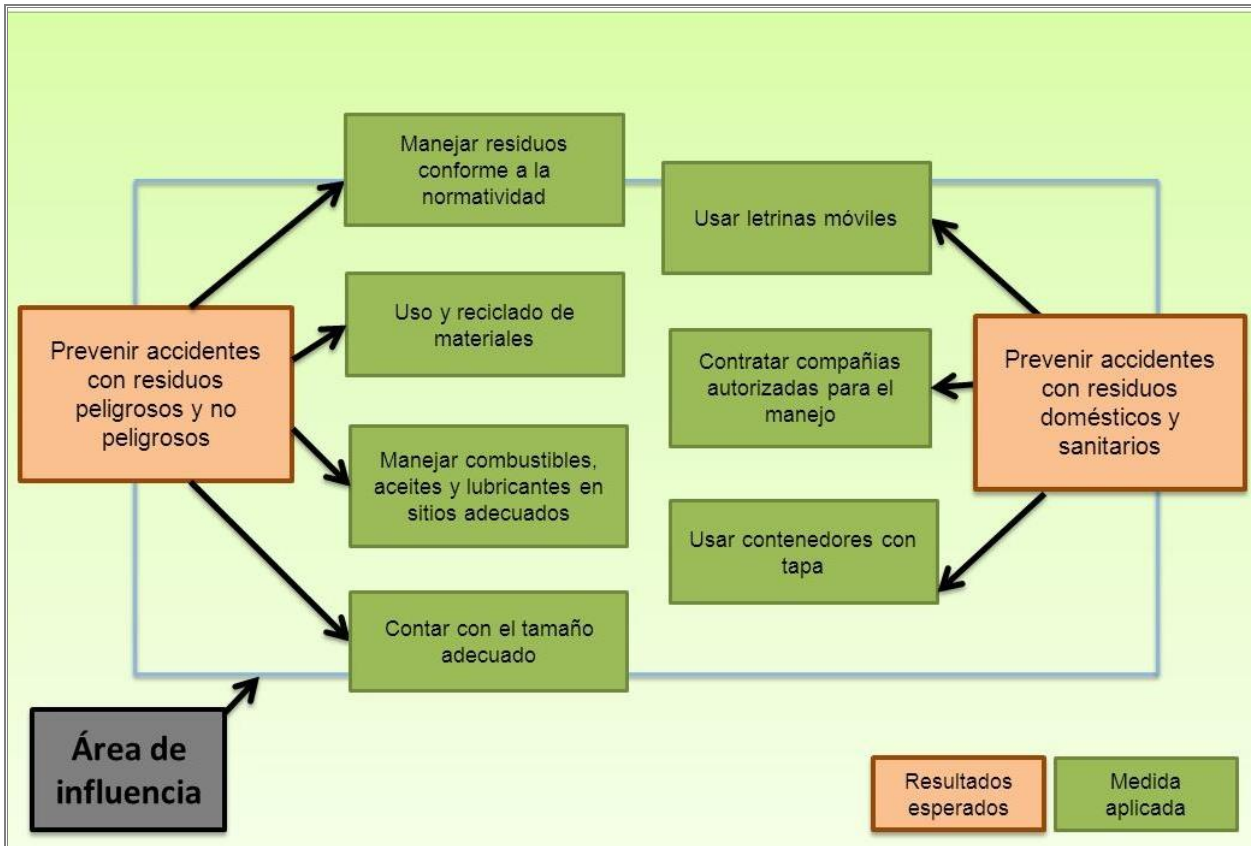 Manejar residuos
conforme a la
normatividad
Usar letrinas móviles
Uso y reciclado de
materiales
Prevenir accidentes
con residuos
peligrosos y no
peligrosos
Contratar compañias
autorizadas para el
manejo
Prevenir accidentes
con residuos
domésticos y
sanitarios
Manejar combustibles,
aceites y lubricantes en
sitios adecuados
Usar contenedores con
tapa
Contar con el tamaño
adecuado
Área de
influencia
Resultados
esperados
Medida
aplicada